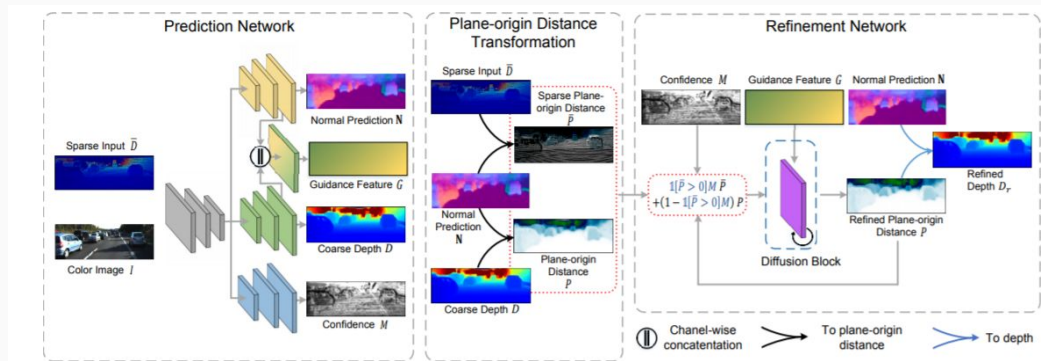 Prediction Network
Sparse Input D̄
Color Image I
Normal Prediction N
Guidance Feature G
Coarse Depth D
Confidence M
Plane-origin Distance
Transformation
Sparse Input D̄
Sparse Plane-origin
Distance
P̄
Normal
Prediction
N
Plane-origin
Distance
P
Coarse Depth D
Refinement Network
Confidence M
Guidance Feature G
Normal Prediction N
1[P̄ > 0]M P̄
+(1 − 1[P̄ > 0]M) P
Diffusion Block
Refined Plane-origin
Distance P
Refined
Depth Dr
Chanel-wise
concatentation
To plane-origin
distance
To depth